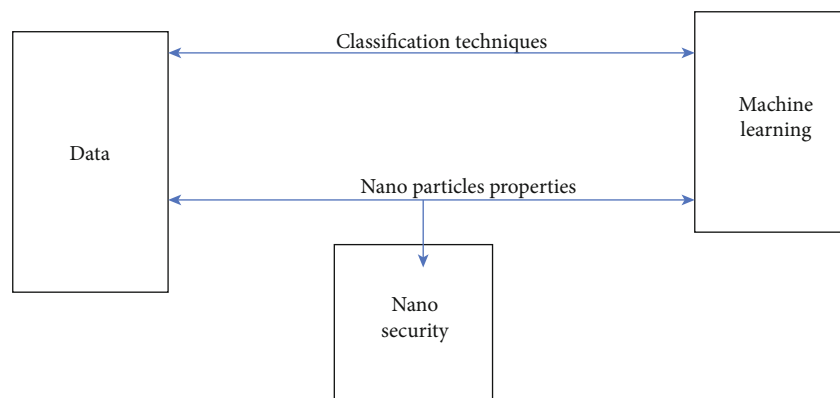 Classification techniques
Data
Machine
learning
Nano particles properties
Nano
security